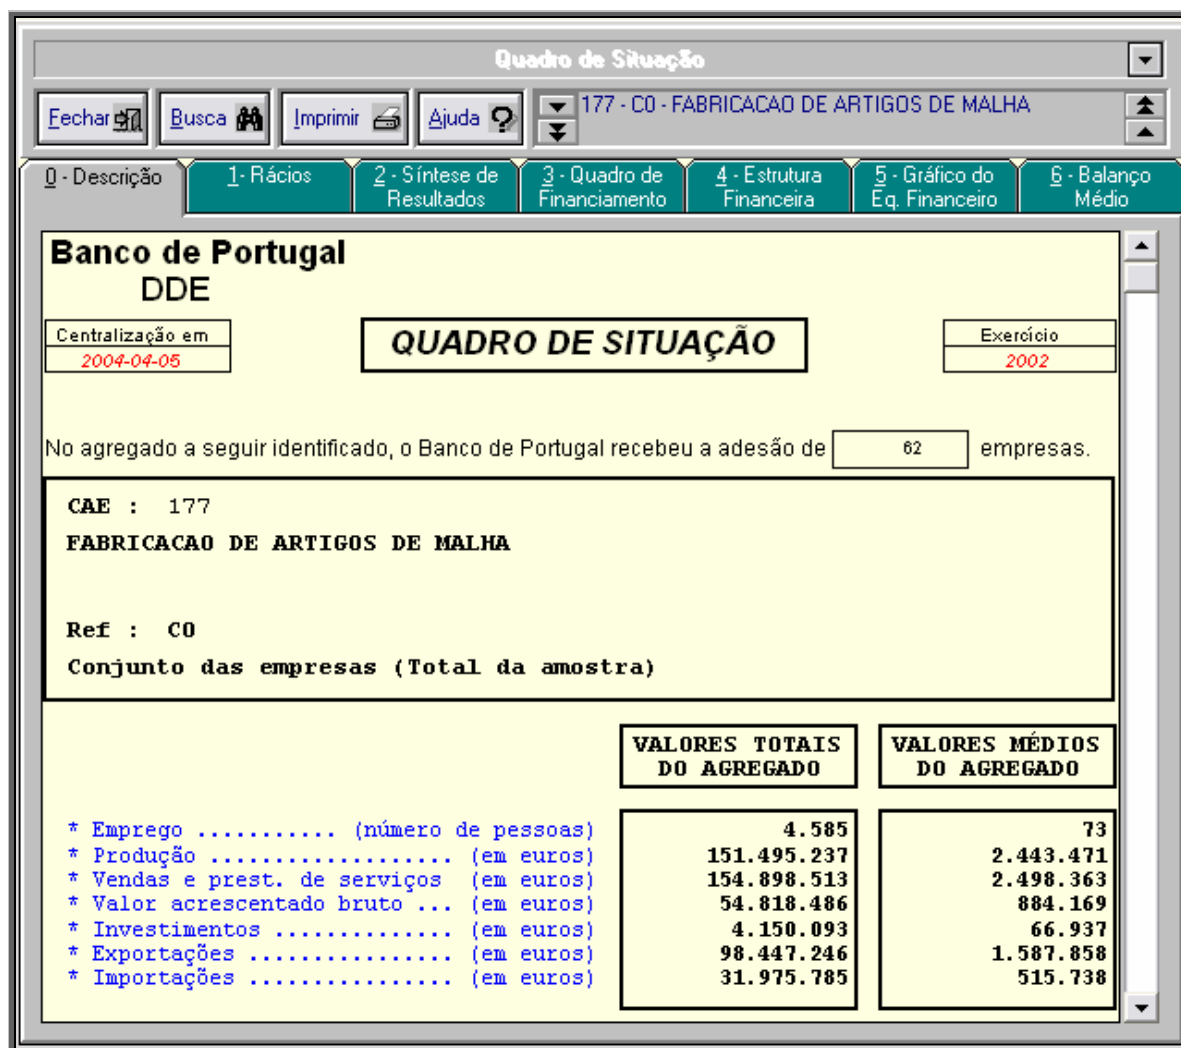 Quadro de Situação
Fechar Busca Imprimir Ajuda 177 - C0 - FABRICACAO DE ARTIGOS DE MALHA
0 - Descrição 1 - Rácios 2 - Síntese de Resultados 3 - Quadro de Financiamento 4 - Estrutura Financeira 5 - Gráfico do Eq. Financeiro 6 - Balanço Médio
Banco de Portugal
DDE
Centralização em
2004-04-05
QUADRO DE SITUAÇÃO
Exercício
2002
No agregado a seguir identificado, o Banco de Portugal recebeu a adesão de 62 empresas.
CAE : 177
FABRICACAO DE ARTIGOS DE MALHA
Ref : C0
Conjunto das empresas (Total da amostra)
VALORES TOTAIS DO AGREGADO
VALORES MÉDIOS DO AGREGADO
* Emprego ........... (número de pessoas) 4.585 73
* Produção .................... (em euros) 151.495.237 2.443.471
* Vendas e prest. de serviços (em euros) 154.898.513 2.498.363
* Valor acrescentado bruto ... (em euros) 54.818.486 884.169
* Investimentos ............... (em euros) 4.150.093 66.937
* Exportações ................. (em euros) 98.447.246 1.587.858
* Importações ................. (em euros) 31.975.785 515.738